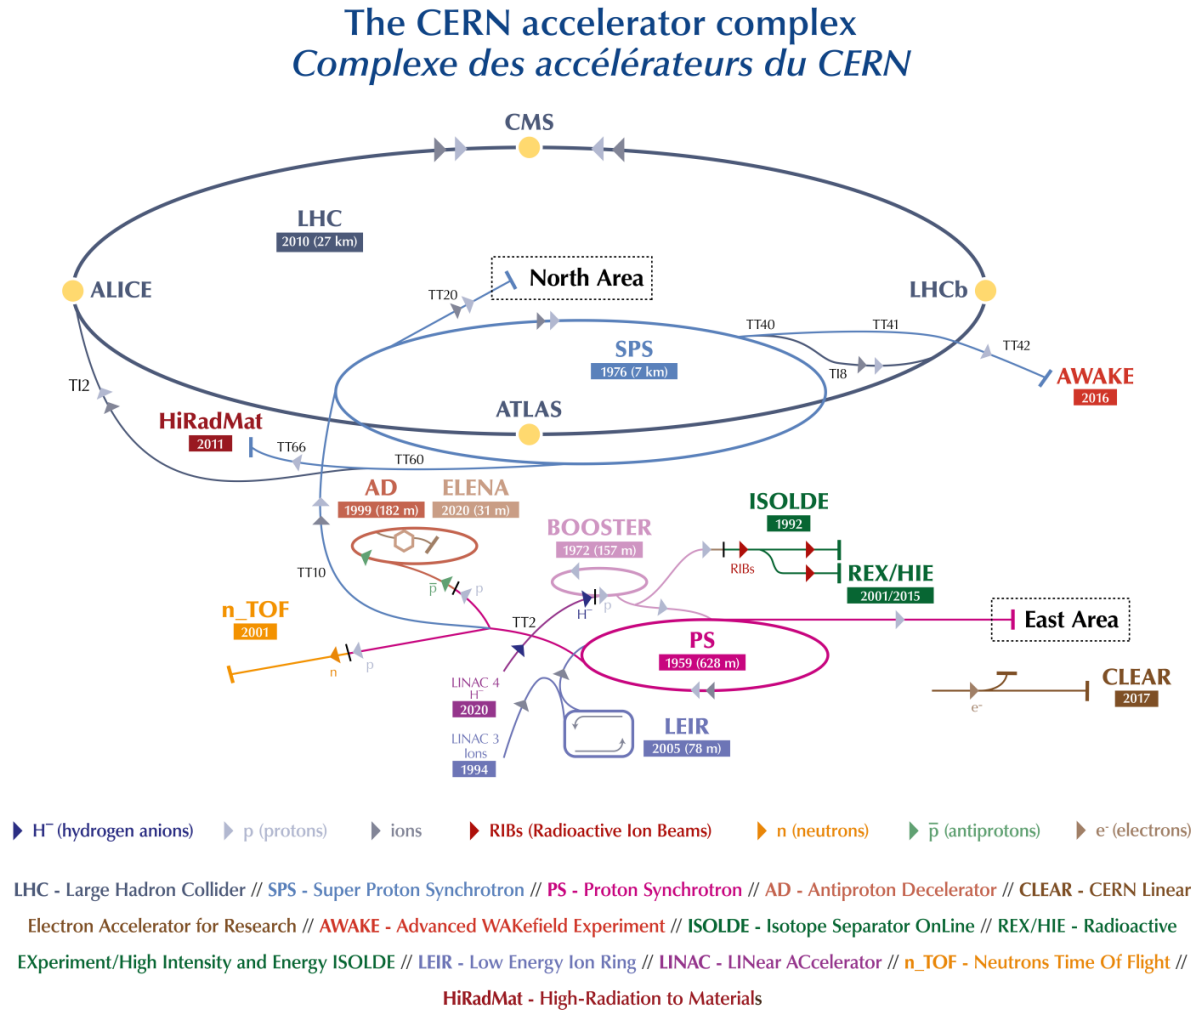 The CERN accelerator complex
Complexe des accélérateurs du CERN
CMS
LHC
2010 (27 km)
North Area
TT20
ALICE
LHCb
TT40
TT41
TT42
SPS
1976 (7 km)
TI8
AWAKE
2016
TI2
ATLAS
HiRadMat
2011
TT66
TT60
AD
1999 (182 m)
ELENA
2020 (31 m)
ISOLDE
1992
BOOSTER
1972 (157 m)
RIBs
REX/HIE
2001/2015
TT10
p̅
p
H⁻
p
n_TOF
2001
TT2
East Area
PS
1959 (628 m)
n
p
LINAC 4
H⁻
2020
CLEAR
2017
e⁻
LEIR
2005 (78 m)
LINAC 3
Ions
1994
H⁻ (hydrogen anions)
p (protons)
ions
RIBs (Radioactive Ion Beams)
n (neutrons)
p̅ (antiprotons)
e⁻ (electrons)
LHC - Large Hadron Collider // SPS - Super Proton Synchrotron // PS - Proton Synchrotron // AD - Antiproton Decelerator // CLEAR - CERN Linear
Electron Accelerator for Research // AWAKE - Advanced WAKefield Experiment // ISOLDE - Isotope Separator OnLine // REX/HIE - Radioactive
EXperiment/High Intensity and Energy ISOLDE // LEIR - Low Energy Ion Ring // LINAC - LINear ACcelerator // n_TOF - Neutrons Time Of Flight //
HiRadMat - High-Radiation to Materials